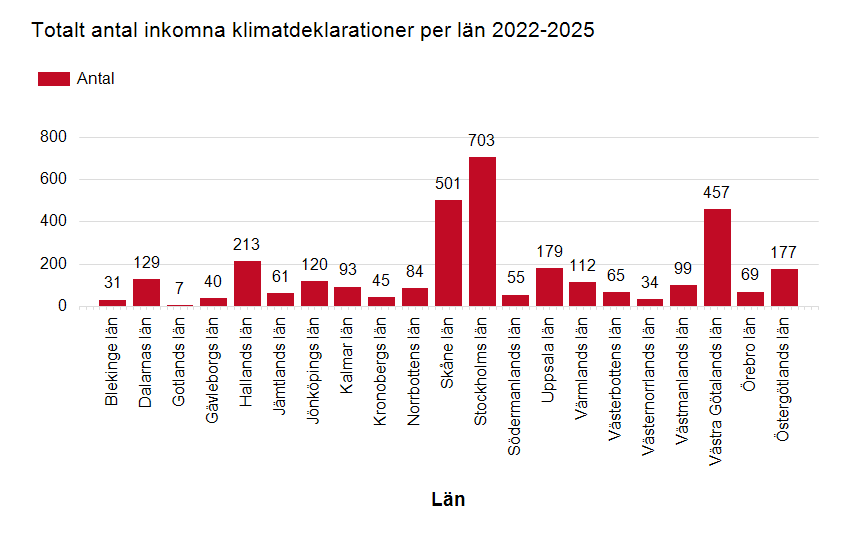 Totalt antal inkomna klimatdeklarationer per län 2022-2025
Antal
800
600
400
200
0
31
129
7
40
213
61
120
93
45
84
501
703
55
179
112
65
34
99
457
69
177
Blekinge län
Dalarnas län
Gotlands län
Gävleborgs län
Hallands län
Jämtlands län
Jönköpings län
Kalmar län
Kronobergs län
Norrbottens län
Skåne län
Stockholms län
Södermanlands län
Uppsala län
Värmlands län
Västerbottens län
Västernorrlands län
Västmanlands län
Västra Götalands län
Örebro län
Östergötlands län
Län